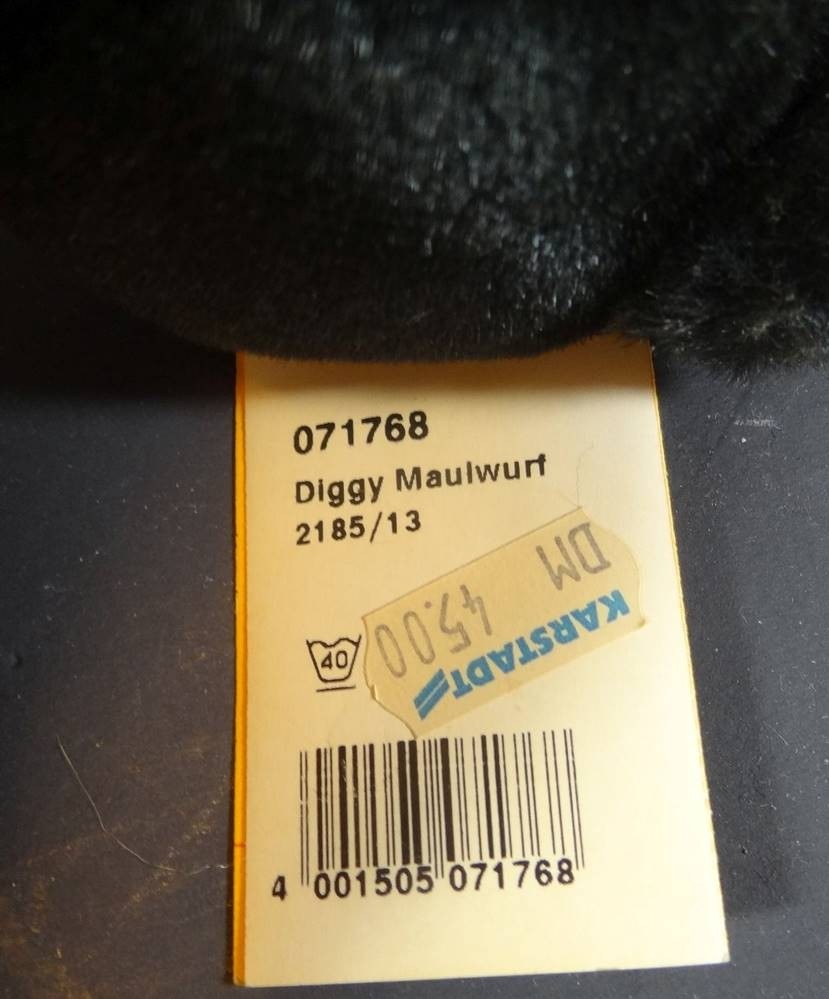 071768
Diggy Maulwurf
2185/13
DM 45.00
KARSTADT
40
4 001505 071768